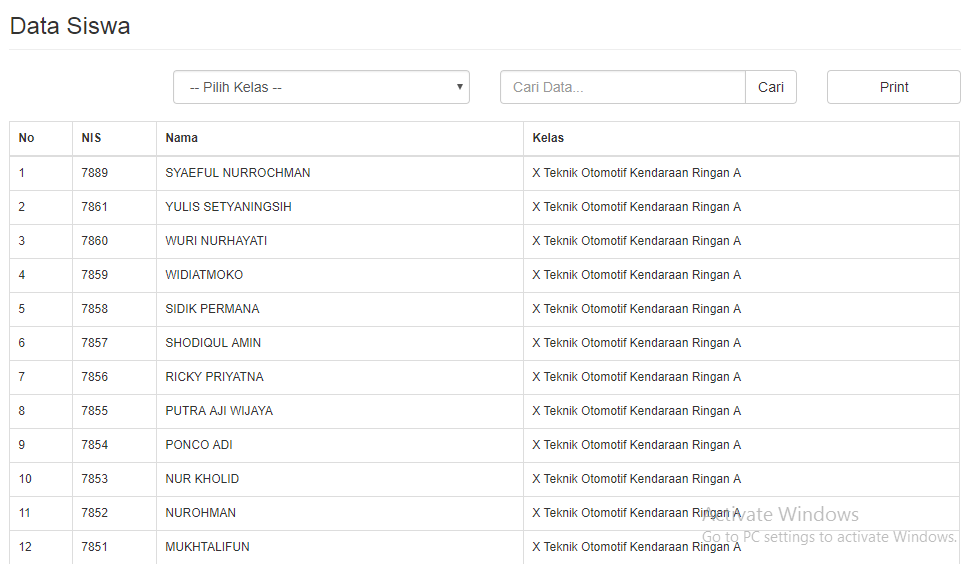 Data Siswa
-- Pilih Kelas -- Cari Data... Cari Print
No NIS Nama Kelas
1 7889 SYAEFUL NURROCHMAN X Teknik Otomotif Kendaraan Ringan A
2 7861 YULIS SETYANINGSIH X Teknik Otomotif Kendaraan Ringan A
3 7860 WURI NURHAYATI X Teknik Otomotif Kendaraan Ringan A
4 7859 WIDIATMOKO X Teknik Otomotif Kendaraan Ringan A
5 7858 SIDIK PERMANA X Teknik Otomotif Kendaraan Ringan A
6 7857 SHODIQUL AMIN X Teknik Otomotif Kendaraan Ringan A
7 7856 RICKY PRIYATNA X Teknik Otomotif Kendaraan Ringan A
8 7855 PUTRA AJI WIJAYA X Teknik Otomotif Kendaraan Ringan A
9 7854 PONCO ADI X Teknik Otomotif Kendaraan Ringan A
10 7853 NUR KHOLID X Teknik Otomotif Kendaraan Ringan A
11 7852 NUROHMAN X Teknik Otomotif Kendaraan Ringan A
Activate Windows
Go to PC settings to activate Windows.
12 7851 MUKHTALIFUN X Teknik Otomotif Kendaraan Ringan A